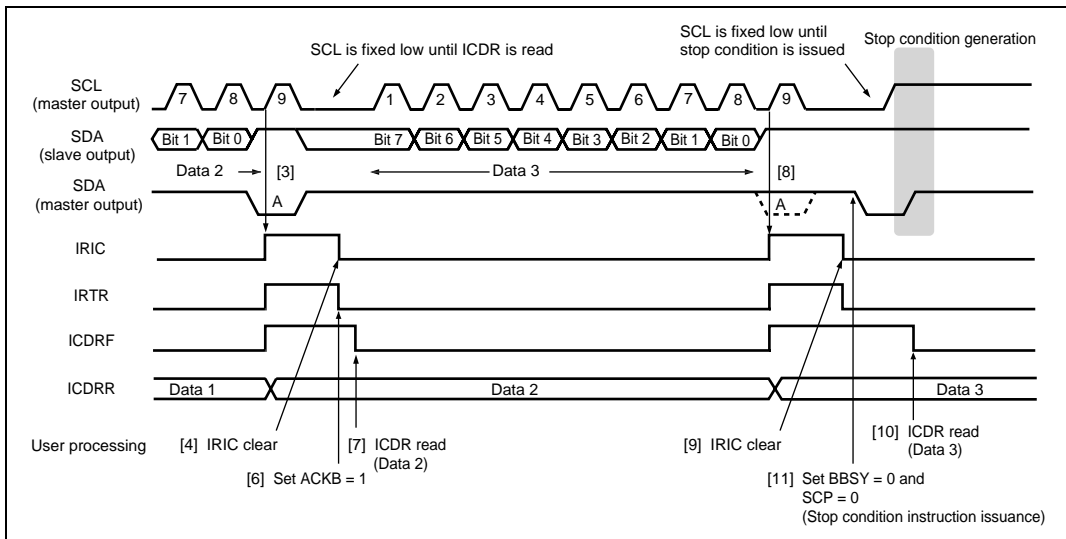 SCL is fixed low until ICDR is read
SCL is fixed low until
stop condition is issued
Stop condition generation
SCL
(master output)
7 8 9 1 2 3 4 5 6 7 8 9
SDA
(slave output)
Bit 1 Bit 0 Bit 7 Bit 6 Bit 5 Bit 4 Bit 3 Bit 2 Bit 1 Bit 0
Data 2 [3] Data 3 [8]
SDA
(master output)
A A
IRIC
IRTR
ICDRF
ICDRR
Data 1 Data 2 Data 3
User processing
[4] IRIC clear
[7] ICDR read
(Data 2)
[6] Set ACKB = 1
[9] IRIC clear
[10] ICDR read
(Data 3)
[11] Set BBSY = 0 and
SCP = 0
(Stop condition instruction issuance)